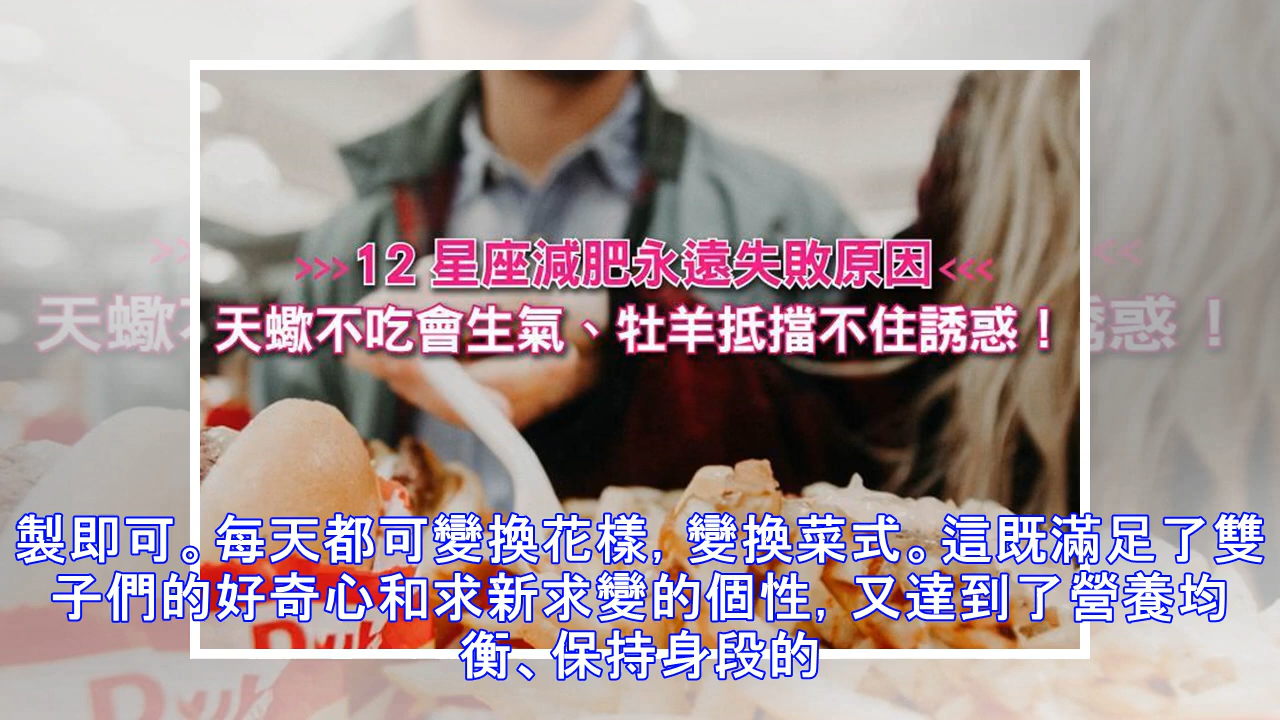 >>>12 星座減肥永遠失敗原因<<<
天蠍不吃會生氣、牡羊抵擋不住誘惑！
製即可。每天都可變換花樣，變換菜式。這既滿足了雙
子們的好奇心和求新求變的個性，又達到了營養均
衡、保持身段的